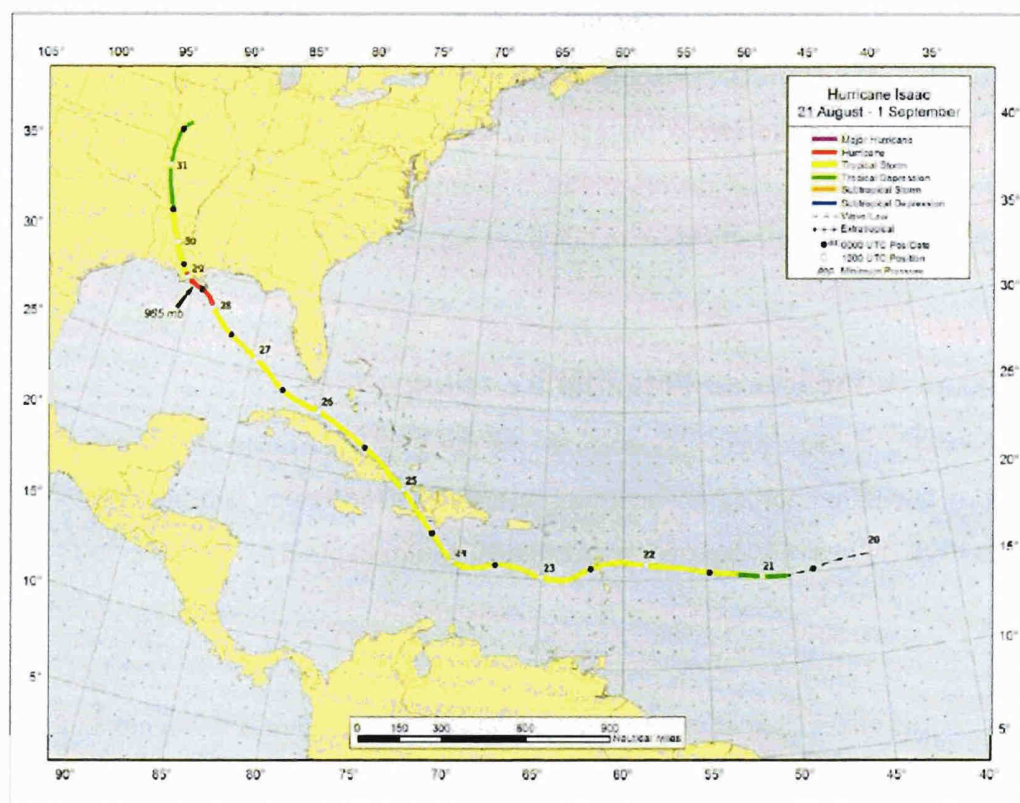 105° 100° 95° 90° 85° 80° 75° 70° 65° 60° 55° 50° 45° 40° 35°
Hurricane Isaac
21 August - 1 September
Major Hurricane
Hurricane
Tropical Storm
Tropical Depression
Subtropical Storm
Subtropical Depression
Wave/Low
Extratropical
0000 UTC Pos/Date
1200 UTC Position
Minimum Pressure
40°
35°
31
35°
30°
30
29
30°
28
965 mb
25°
27
25°
20°
26
20°
25
15°
20
24
23
22
21
15°
10°
10°
5°
5°
0 150 300 600 900
Nautical Miles
90° 85° 80° 75° 70° 65° 60° 55° 50° 45° 40°